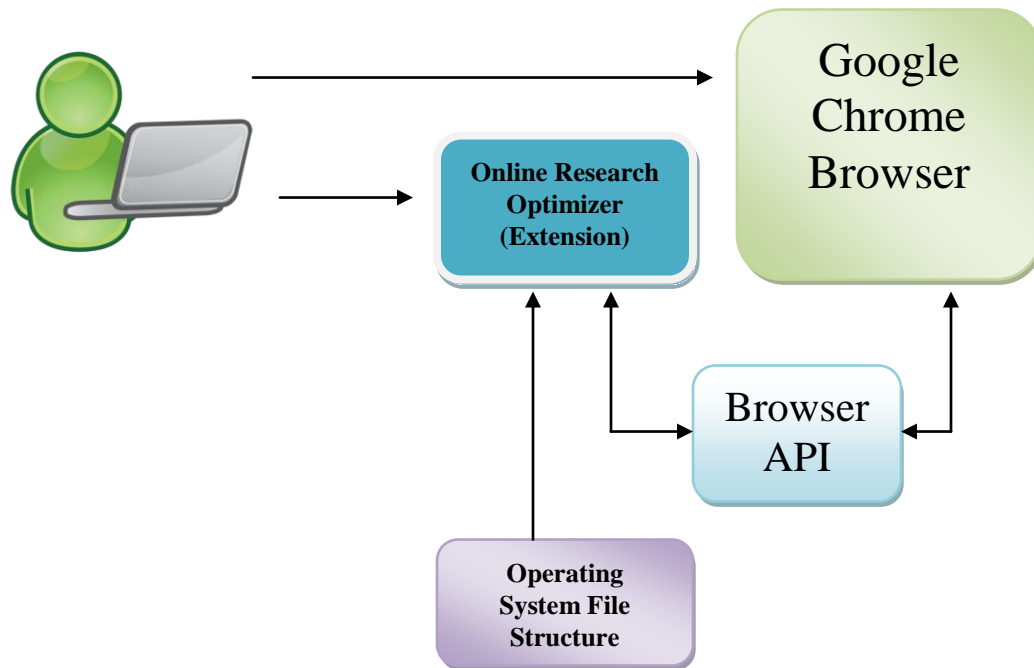 Google
Chrome
Browser
Online Research
Optimizer
(Extension)
Browser
API
Operating
System File
Structure